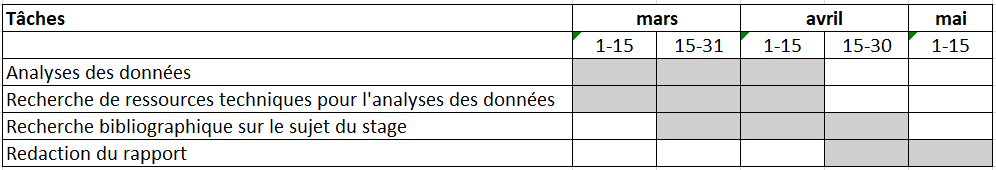 Tâches mars avril mai
1-15 15-31 1-15 15-30 1-15
Analyses des données
Recherche de ressources techniques pour l'analyses des données
Recherche bibliographique sur le sujet du stage
Redaction du rapport